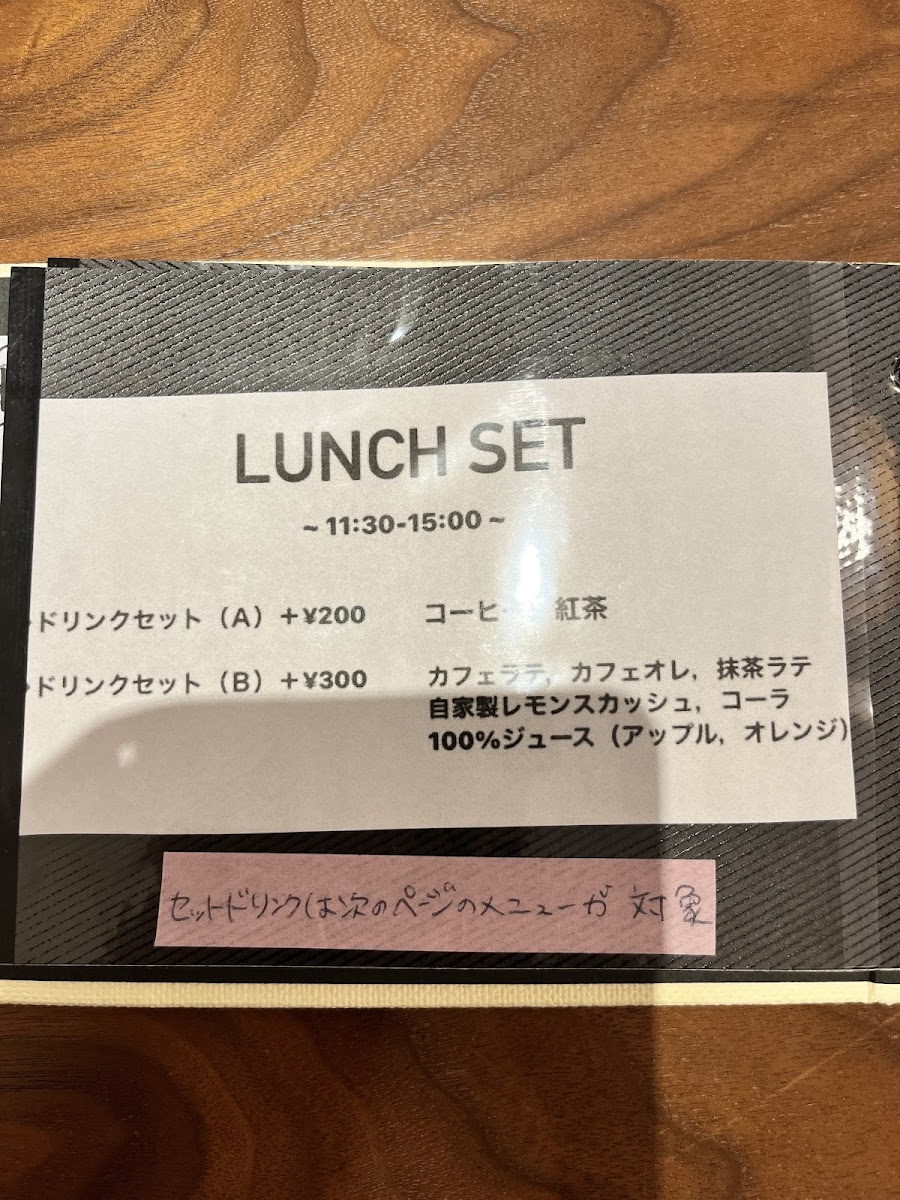 LUNCH SET
~ 11:30-15:00 ~
・ドリンクセット（A）＋¥200 コーヒー, 紅茶
・ドリンクセット（B）＋¥300 カフェラテ, カフェオレ, 抹茶ラテ
自家製レモンスカッシュ, コーラ
100%ジュース（アップル, オレンジ）
セットドリンクは次のページのメニューが対象